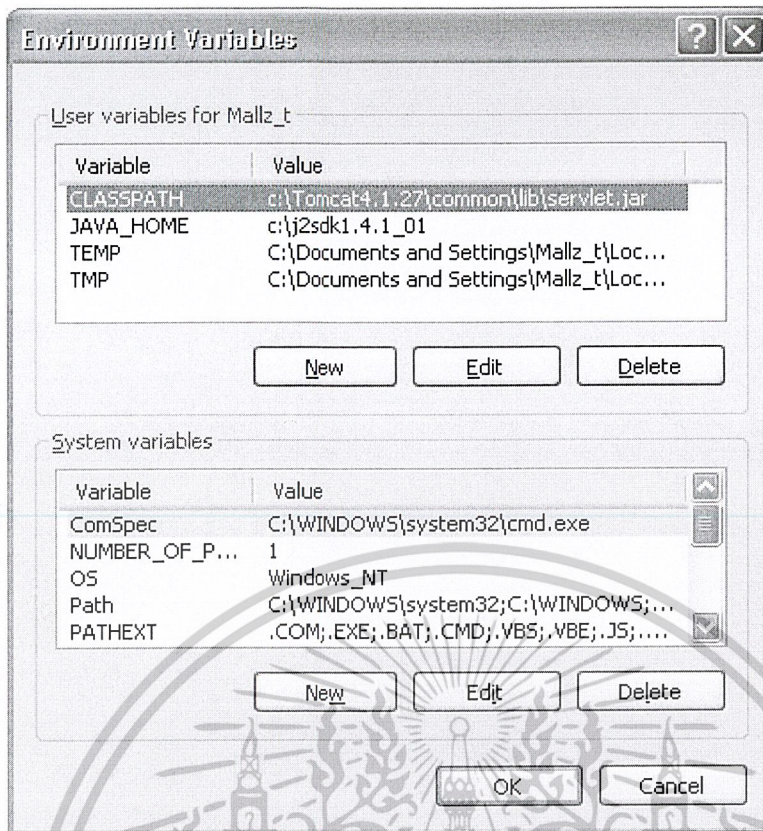 Environment Variables
User variables for Mallz_t
Variable Value
CLASSPATH c:\Tomcat4.1.27\common\lib\servlet.jar
JAVA_HOME c:\j2sdk1.4.1_01
TEMP C:\Documents and Settings\Mallz_t\Loc...
TMP C:\Documents and Settings\Mallz_t\Loc...
New Edit Delete
System variables
Variable Value
ComSpec C:\WINDOWS\system32\cmd.exe
NUMBER_OF_P... 1
OS Windows_NT
Path C:\WINDOWS\system32;C:\WINDOWS;...
PATHEXT .COM;.EXE;.BAT;.CMD;.VBS;.VBE;.JS;....
New Edit Delete
OK Cancel